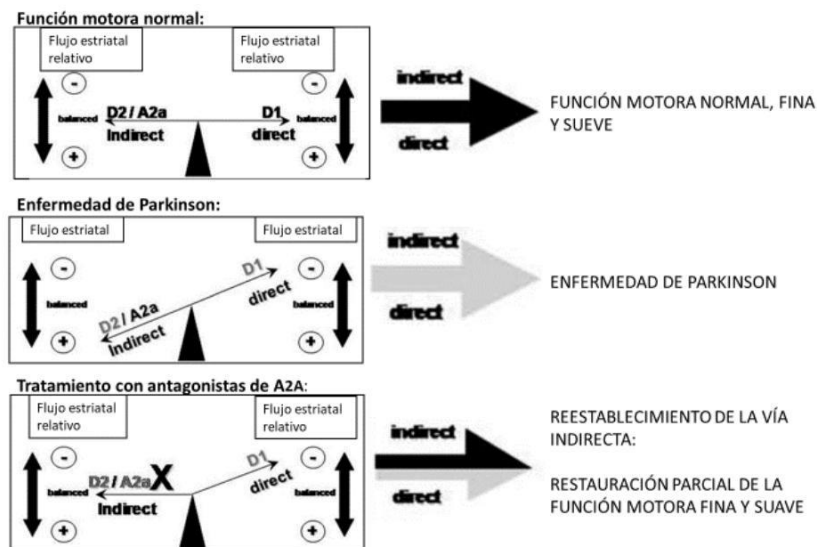 Función motora normal:
Flujo estriatal
relativo
Flujo estriatal
relativo
-
-
balanced
D2 / A2a
Indirect
D1
direct
balanced
+
+
indirect
direct
FUNCIÓN MOTORA NORMAL, FINA
Y SUEVE
Enfermedad de Parkinson:
Flujo estriatal
Flujo estriatal
-
-
balanced
D2 / A2a
Indirect
D1
direct
balanced
+
+
indirect
direct
ENFERMEDAD DE PARKINSON
Tratamiento con antagonistas de A2A:
Flujo estriatal
relativo
Flujo estriatal
relativo
-
-
balanced
D2 / A2a X
Indirect
D1
direct
balanced
+
+
indirect
direct
REESTABLECIMIENTO DE LA VÍA
INDIRECTA:
RESTAURACIÓN PARCIAL DE LA
FUNCIÓN MOTORA FINA Y SUAVE